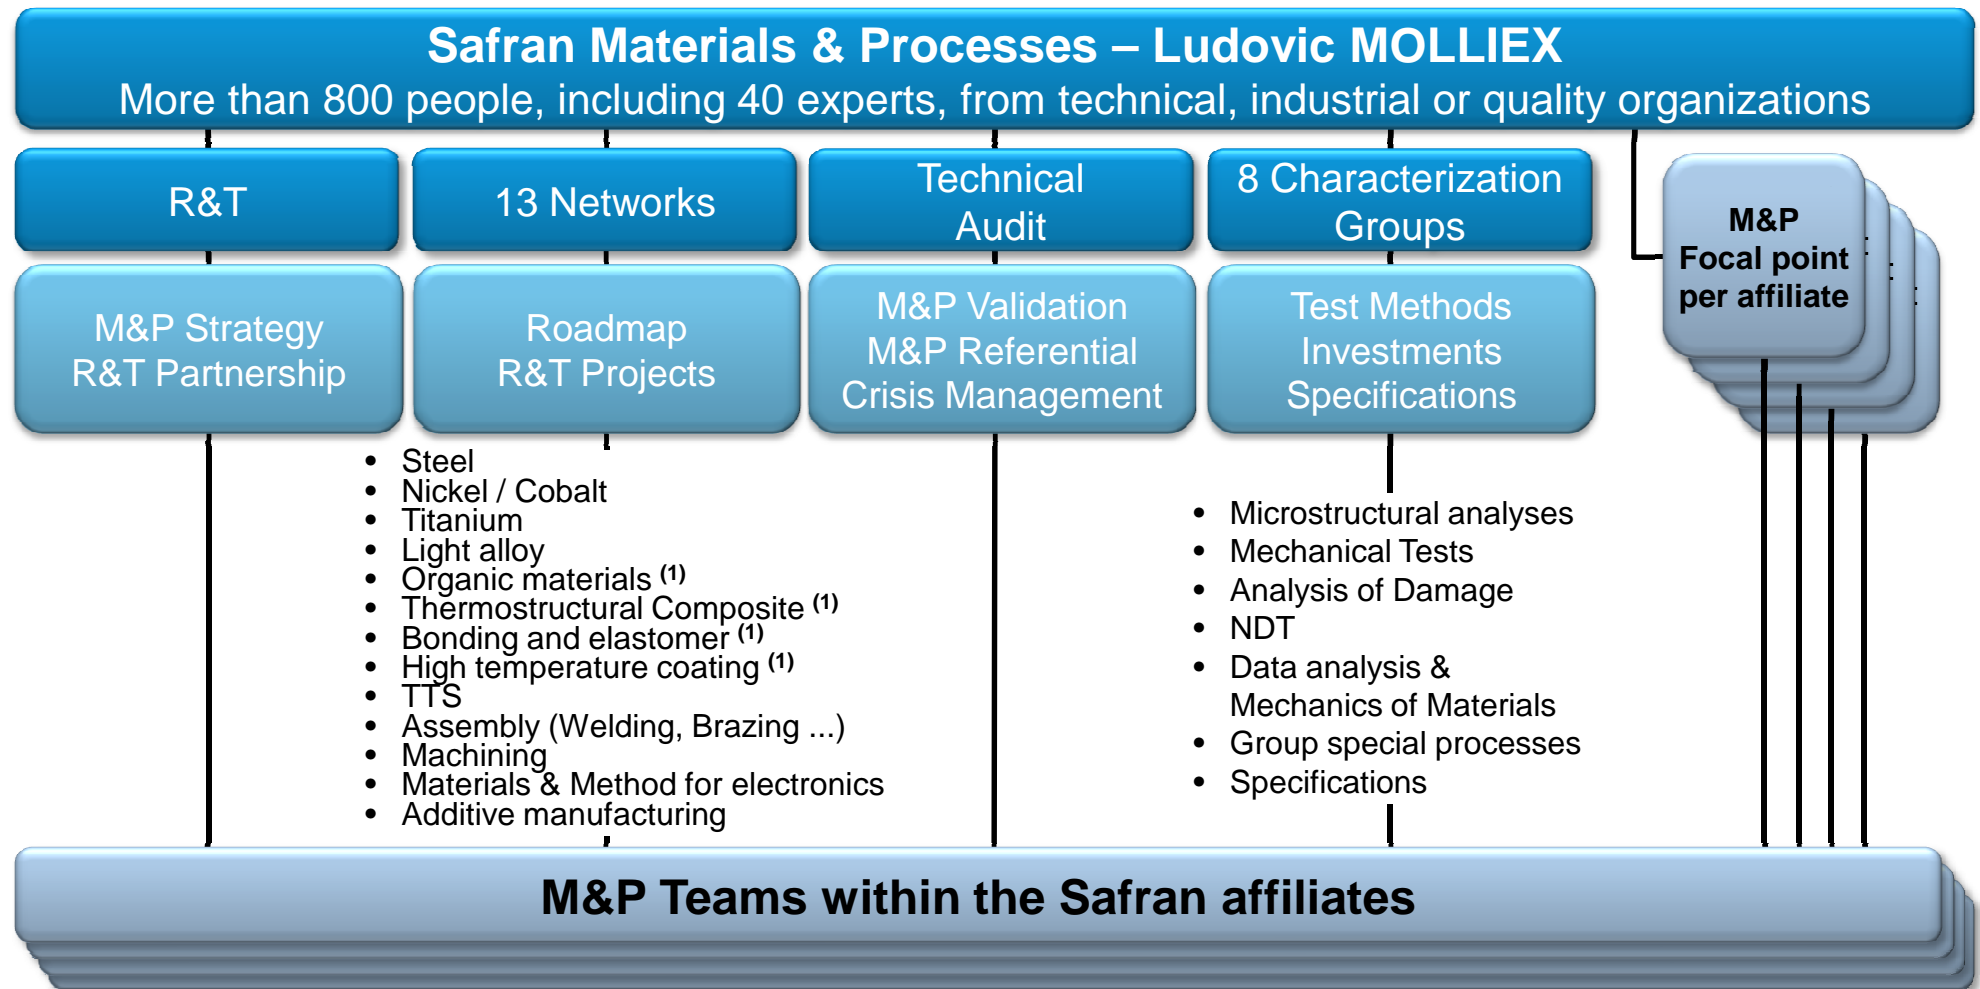 Safran Materials & Processes – Ludovic MOLLIEX
More than 800 people, including 40 experts, from technical, industrial or quality organizations
R&T
13 Networks
Technical
Audit
8 Characterization
Groups
M&P
Focal point
per affiliate
M&P Strategy
R&T Partnership
Roadmap
R&T Projects
M&P Validation
M&P Referential
Crisis Management
Test Methods
Investments
Specifications
• Steel
• Nickel / Cobalt
• Titanium
• Light alloy
• Organic materials (1)
• Thermostructural Composite (1)
• Bonding and elastomer (1)
• High temperature coating (1)
• TTS
• Assembly (Welding, Brazing ...)
• Machining
• Materials & Method for electronics
• Additive manufacturing
• Microstructural analyses
• Mechanical Tests
• Analysis of Damage
• NDT
• Data analysis &
Mechanics of Materials
• Group special processes
• Specifications
M&P Teams within the Safran affiliates